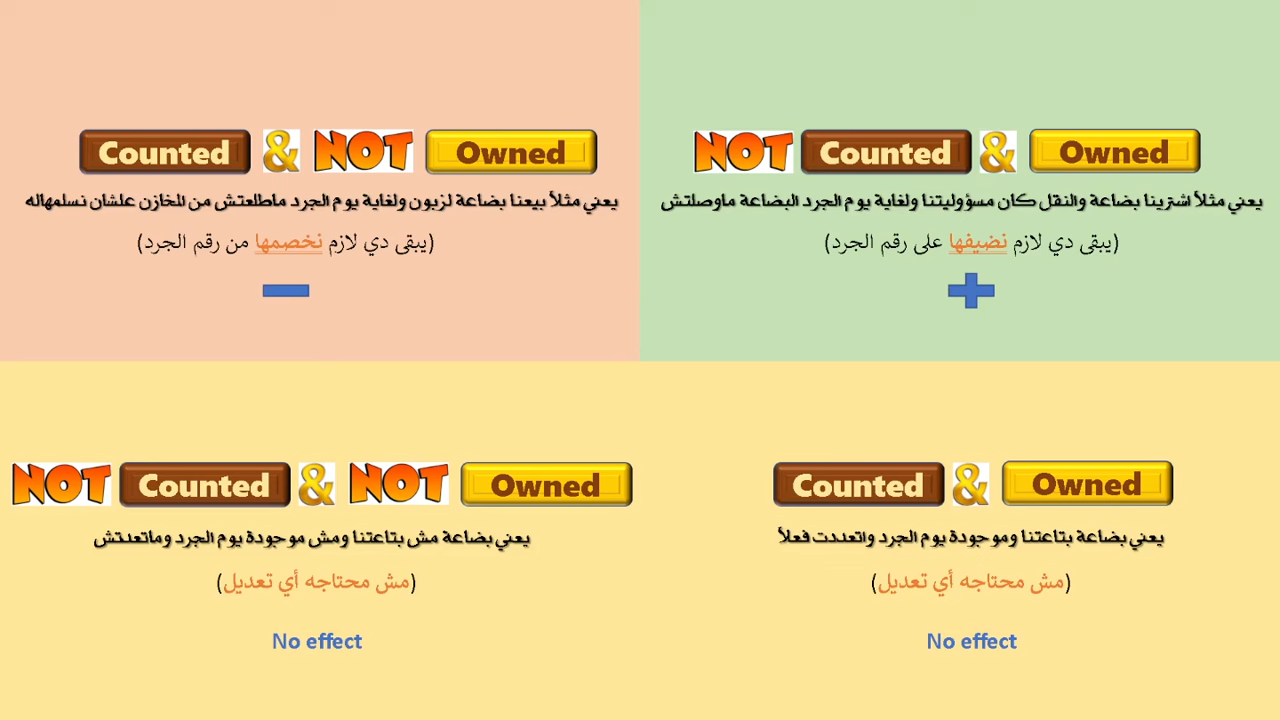 Counted & NOT Owned
يعني مثلاً بيعنا بضاعة لزبون ولغاية يوم الجرد ماطلعتش من المخازن علشان نسلمهاله
(يبقى دي لازم نخصمها من رقم الجرد)
NOT Counted & Owned
يعني مثلاً اشترينا بضاعة والنقل كان مسؤوليتنا ولغاية يوم الجرد البضاعة ماوصلتش
(يبقى دي لازم نضيفها على رقم الجرد)
NOT Counted & NOT Owned
يعني بضاعة مش بتاعتنا ومش موجودة يوم الجرد وماتعدتش
(مش محتاجه أي تعديل)
No effect
Counted & Owned
يعني بضاعة بتاعتنا وموجودة يوم الجرد واتعددت فعلاً
(مش محتاجه أي تعديل)
No effect